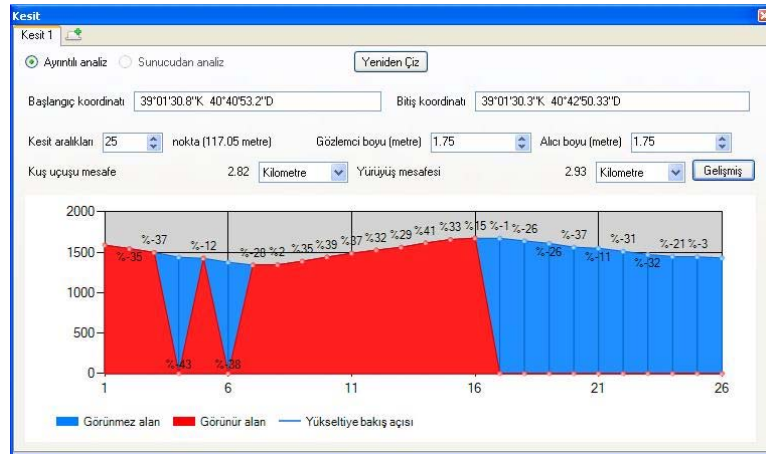 Kesit
Kesit 1
Ayrıntılı analiz Sunucudan analiz Yeniden Çiz
Başlangıç koordinatı 39°01'30.8"K 40°40'53.2"D Bitiş koordinatı 39°01'30.3"K 40°42'50.33"D
Kesit aralıkları 25 nokta (117.05 metre) Gözlemci boyu (metre) 1.75 Alıcı boyu (metre) 1.75
Kuş uçuşu mesafe 2.82 Kilometre Yürüyüş mesafesi 2.93 Kilometre Gelişmiş
2000
1500
1000
500
0
%-35 %-37 %-43 %-12 %-38 %-28 %2 %35 %39 %37 %32 %29 %41 %33 %15 %-1 %-26 %-26 %-37 %-11 %-31 %-32 %-21 %-3
1 6 11 16 21 26
Görünmez alan Görünür alan Yükseltiye bakış açısı